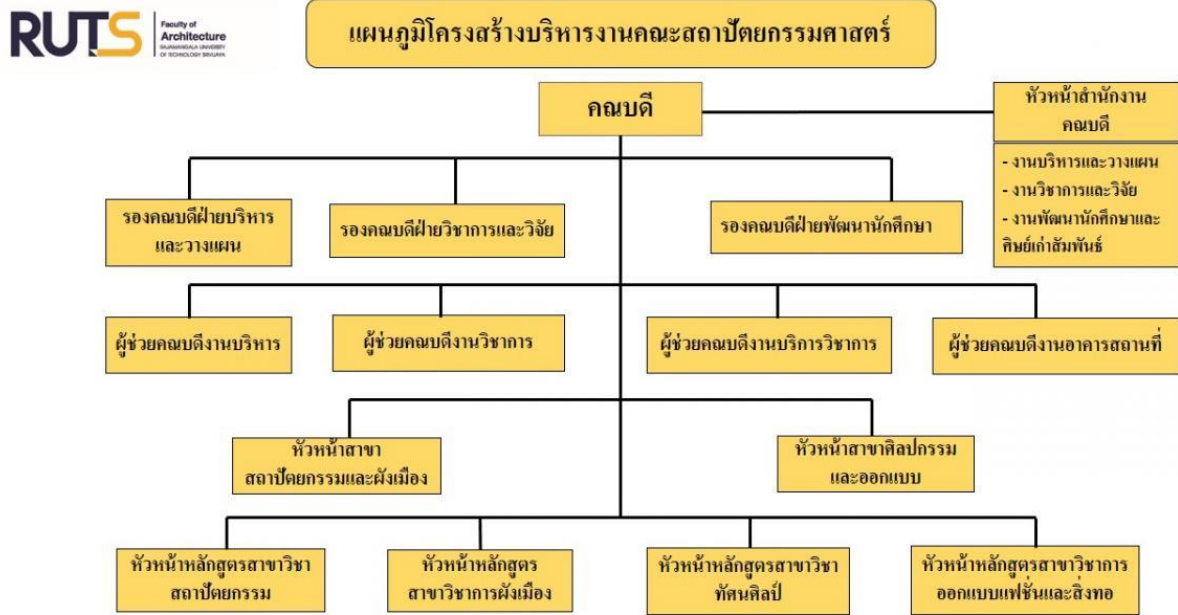 RUTS
Faculty of
Architecture
RAJAMANGALA UNIVERSITY
OF TECHNOLOGY SRIVIJAYA
แผนภูมิโครงสร้างบริหารงานคณะสถาปัตยกรรมศาสตร์
คณบดี
หัวหน้าสำนักงาน
คณบดี
- งานบริหารและวางแผน
- งานวิชาการและวิจัย
- งานพัฒนานักศึกษาและ
ศิษย์เก่าสัมพันธ์
รองคณบดีฝ่ายบริหาร
และวางแผน
รองคณบดีฝ่ายวิชาการและวิจัย
รองคณบดีฝ่ายพัฒนานักศึกษา
ผู้ช่วยคณบดีงานบริหาร
ผู้ช่วยคณบดีงานวิชาการ
ผู้ช่วยคณบดีงานบริการวิชาการ
ผู้ช่วยคณบดีงานอาคารสถานที่
หัวหน้าสาขา
สถาปัตยกรรมและผังเมือง
หัวหน้าสาขาศิลปกรรม
และออกแบบ
หัวหน้าหลักสูตรสาขาวิชา
สถาปัตยกรรม
หัวหน้าหลักสูตร
สาขาวิชาการผังเมือง
หัวหน้าหลักสูตรสาขาวิชา
ทัศนศิลป์
หัวหน้าหลักสูตรสาขาวิชาการ
ออกแบบแฟชั่นและสิ่งทอ